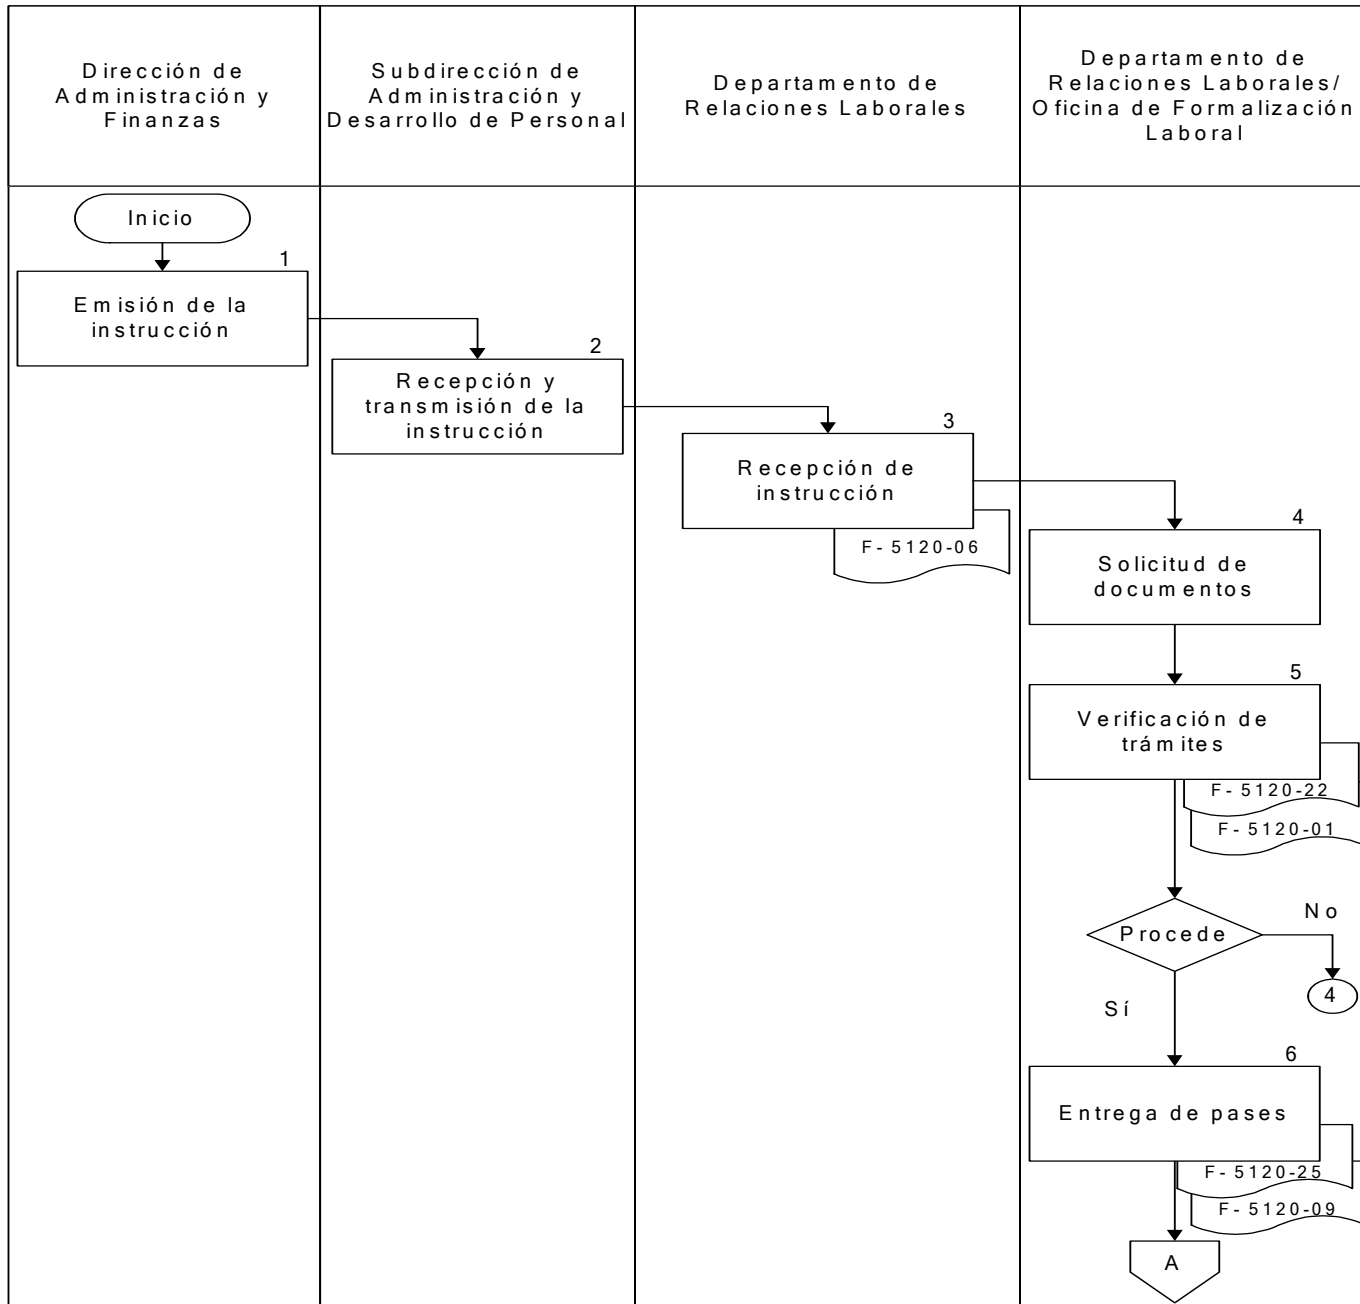 Dirección de
Administración y
Finanzas
Subdirección de
Administración y
Desarrollo de Personal
Departamento de
Relaciones Laborales
Departamento de
Relaciones Laborales/
Oficina de Formalización
Laboral
Inicio
1
Emisión de la
instrucción
2
Recepción y
transmisión de la
instrucción
3
Recepción de
instrucción
F-5120-06
4
Solicitud de
documentos
5
Verificación de
trámites
F-5120-22
F-5120-01
Procede
No
4
Sí
6
Entrega de pases
F-5120-25
F-5120-09
A